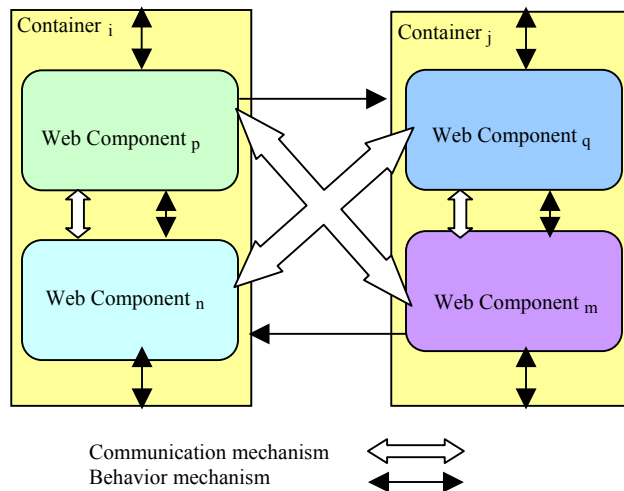 Container i
Container j
Web Component p
Web Component q
Web Component n
Web Component m
Communication mechanism
Behavior mechanism